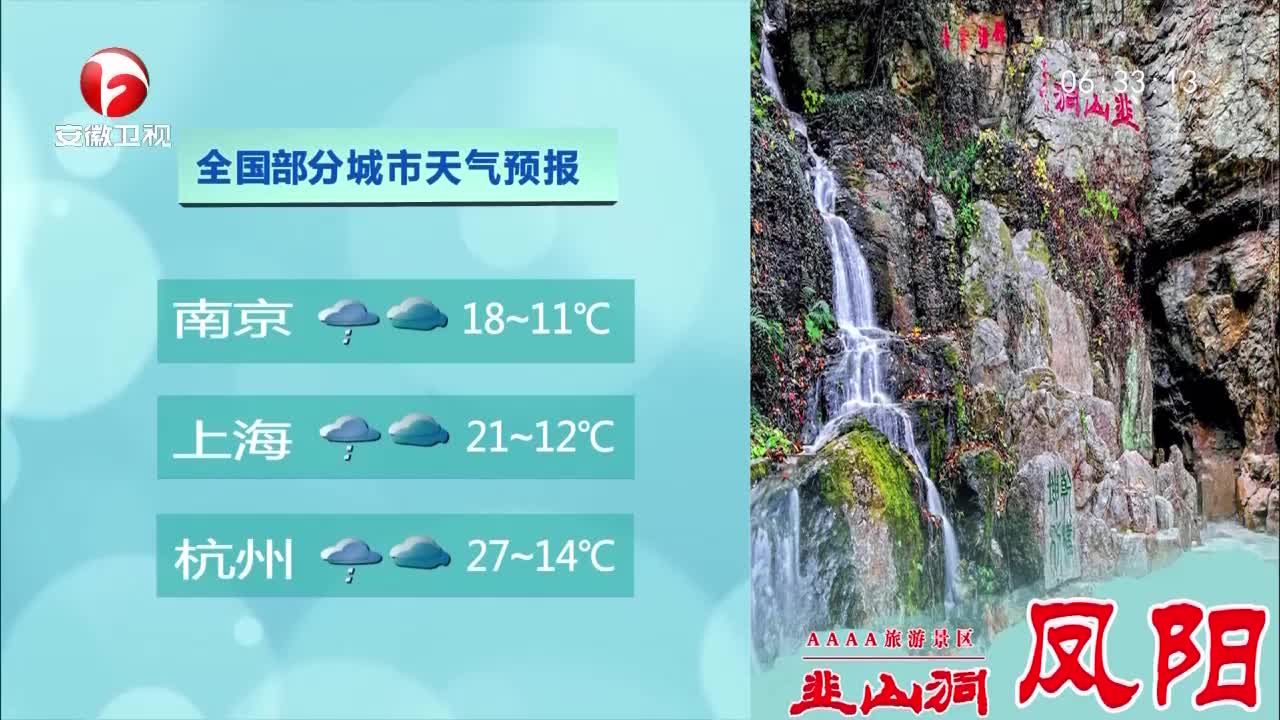 安徽卫视
全国部分城市天气预报
南京 18~11℃
上海 21~12℃
杭州 27~14℃
06:33:13
韭山洞
AAAA旅游景区
韭山洞
凤阳